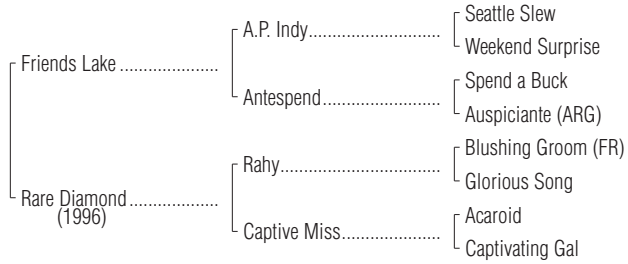 Seattle Slew
A.P. Indy
Weekend Surprise
Friends Lake
Spend a Buck
Antespend
Auspiciante (ARG)
Blushing Groom (FR)
Rahy
Glorious Song
Rare Diamond
(1996)
Acaroid
Captive Miss
Captivating Gal